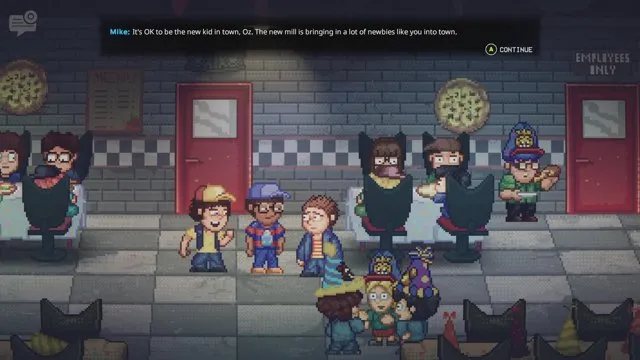 Mike: It's OK to be the new kid in town, Oz. The new mill is bringing in a lot of newbies like you into town.
A CONTINUE
EMPLOYEES
ONLY